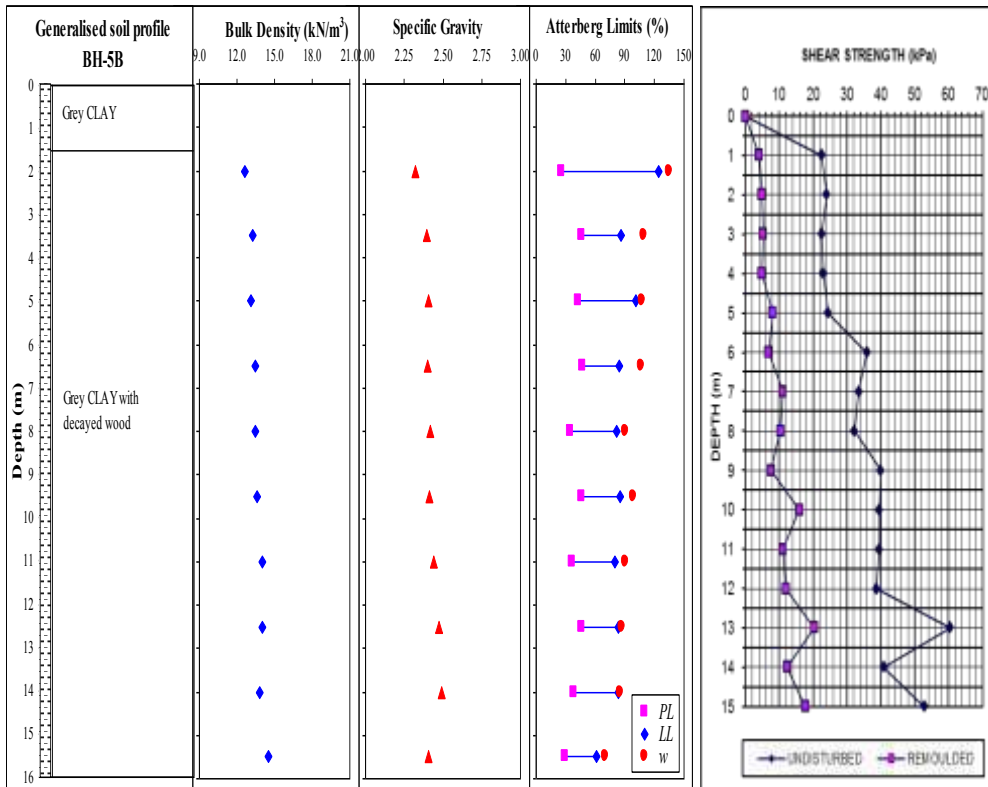 Generalised soil profile
BH-5B
Bulk Density (kN/m³)
9.0 12.0 15.0 18.0 21.0
Specific Gravity
2.00 2.25 2.50 2.75 3.00
Atterberg Limits (%)
0 30 60 90 120 150
Depth (m)
0
1
2
3
4
5
6
7
8
9
10
11
12
13
14
15
16
Grey CLAY
Grey CLAY with
decayed wood
PL
LL
w
SHEAR STRENGTH (kPa)
0 10 20 30 40 50 60 70
DEPTH (m)
0
1
2
3
4
5
6
7
8
9
10
11
12
13
14
15
UNDISTURBED REMOULDED